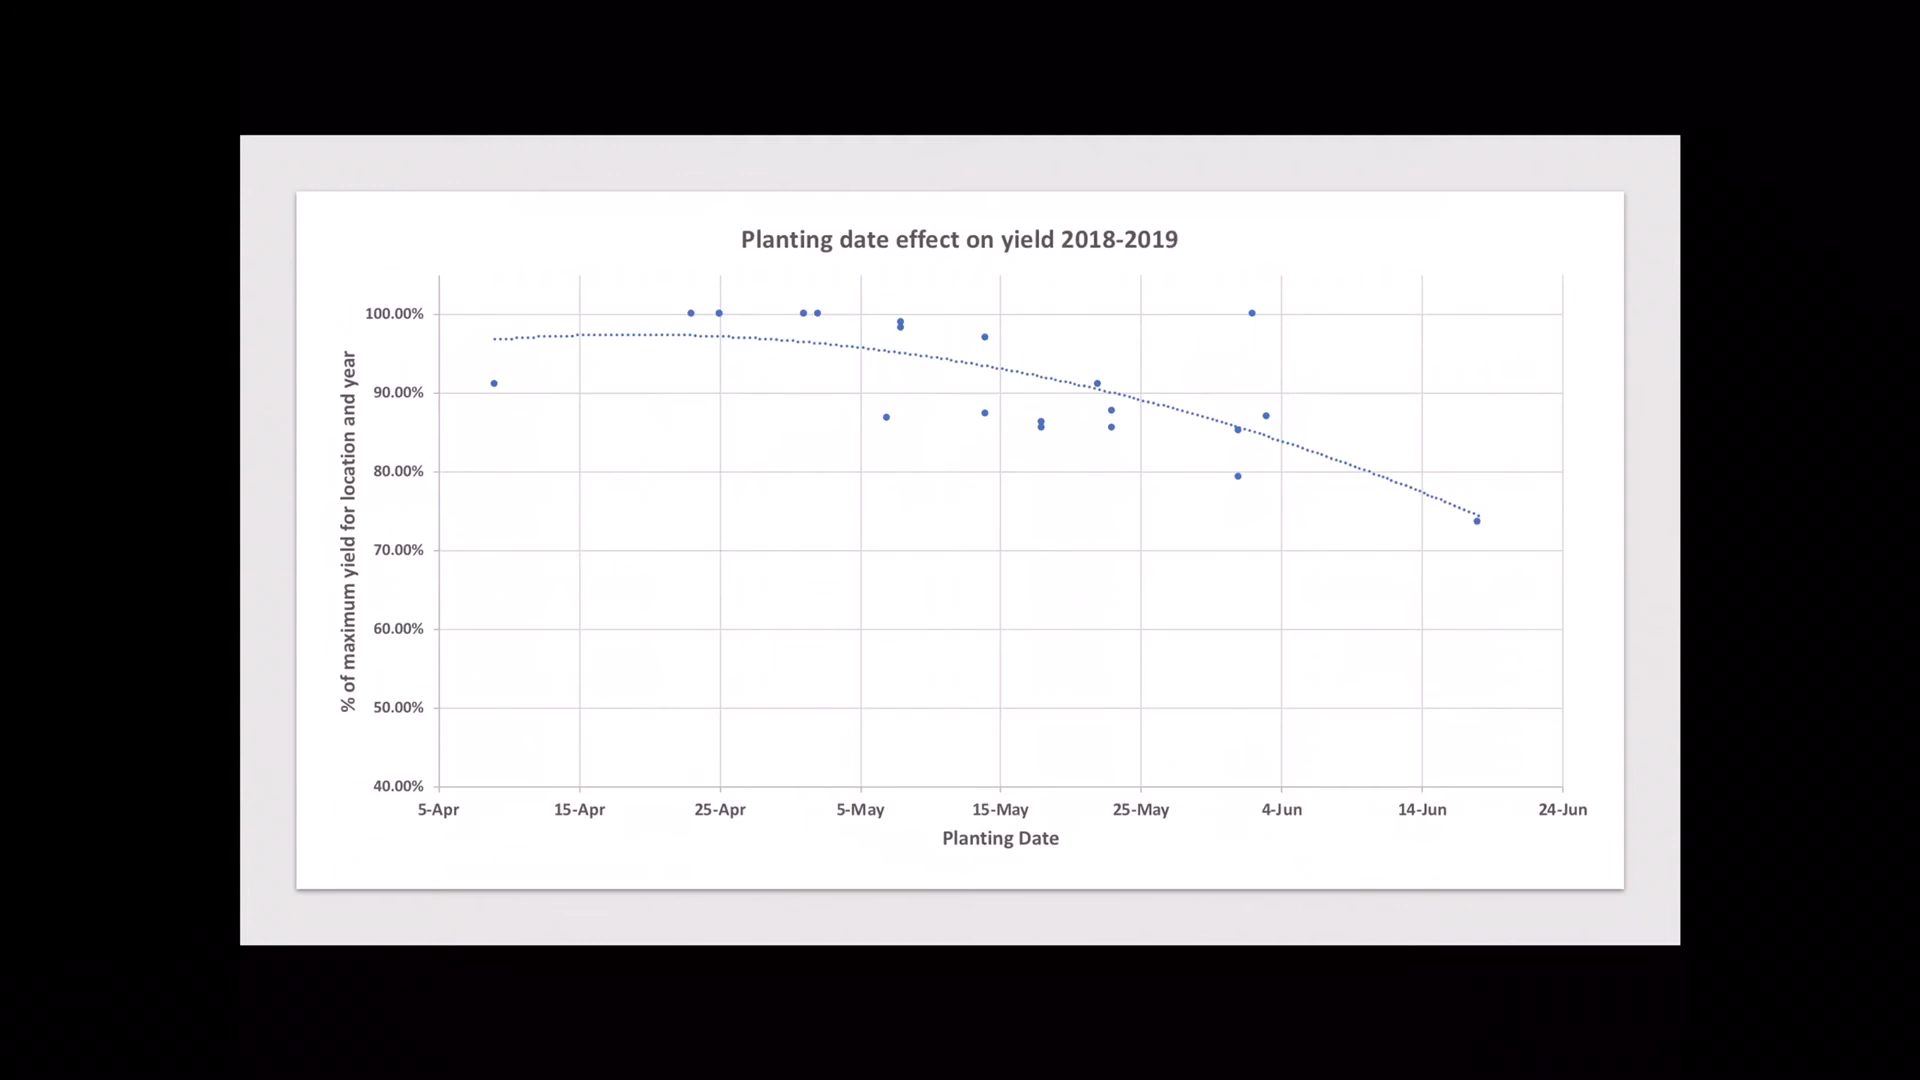 Planting date effect on yield 2018-2019
% of maximum yield for location and year
100.00%
90.00%
80.00%
70.00%
60.00%
50.00%
40.00%
5-Apr 15-Apr 25-Apr 5-May 15-May 25-May 4-Jun 14-Jun 24-Jun
Planting Date